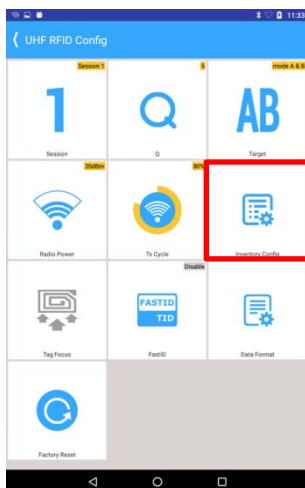 11:33
UHF RFID Config
Session 1
S
mode A & B
1
Q
AB
Session
Q
Target
20dBm
80%
Radio Power
Tx Cycle
Inventory Config
Disable
FASTID
TID
Tag Focus
FastID
Data Format
Factory Reset